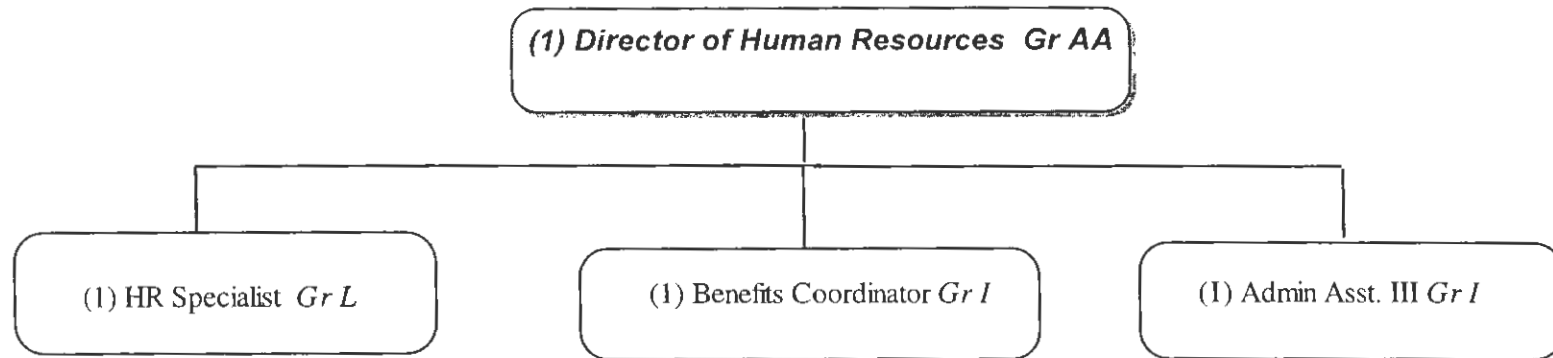 (1) Director of Human Resources Gr AA
(1) HR Specialist Gr L
(1) Benefits Coordinator Gr I
(I) Admin Asst. III Gr I